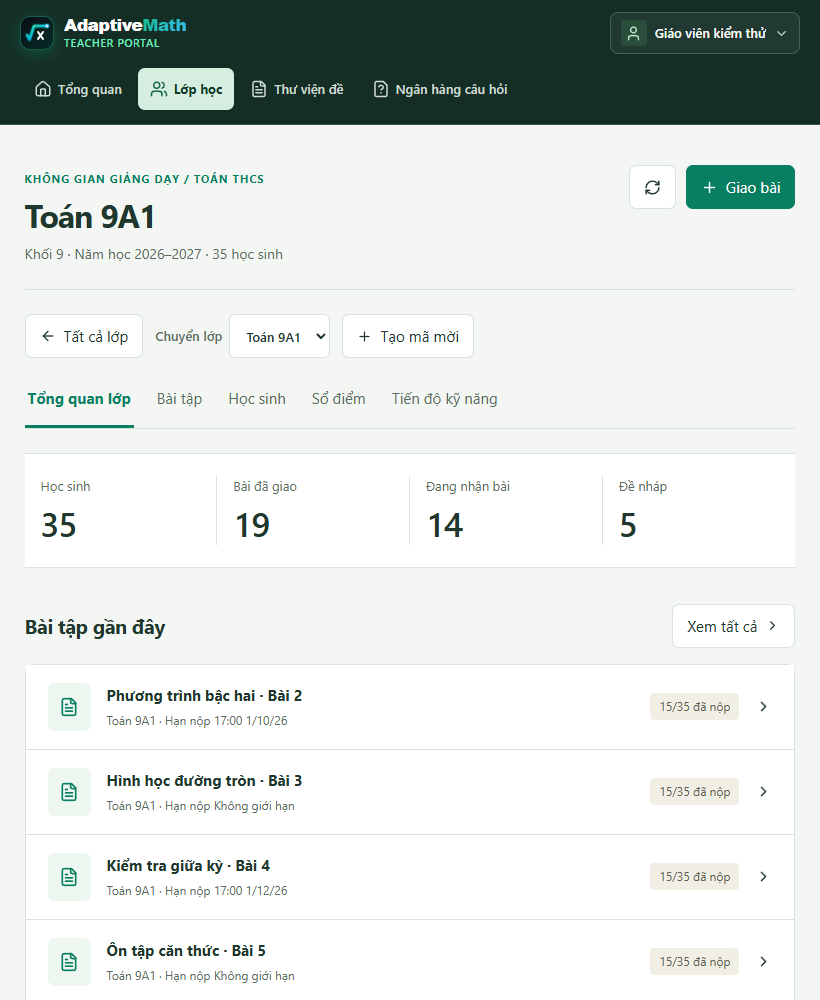 AdaptiveMath
TEACHER PORTAL
Giáo viên kiểm thử
Tổng quan
Lớp học
Thư viện đề
Ngân hàng câu hỏi
KHÔNG GIAN GIẢNG DẠY / TOÁN THCS
Toán 9A1
Khối 9 · Năm học 2026–2027 · 35 học sinh
Giao bài
Tất cả lớp
Chuyển lớp
Toán 9A1
Tạo mã mời
Tổng quan lớp
Bài tập
Học sinh
Sổ điểm
Tiến độ kỹ năng
Học sinh
35
Bài đã giao
19
Đang nhận bài
14
Đề nháp
5
Bài tập gần đây
Xem tất cả
Phương trình bậc hai · Bài 2
Toán 9A1 · Hạn nộp 17:00 1/10/26
15/35 đã nộp
Hình học đường tròn · Bài 3
Toán 9A1 · Hạn nộp Không giới hạn
15/35 đã nộp
Kiểm tra giữa kỳ · Bài 4
Toán 9A1 · Hạn nộp 17:00 1/12/26
15/35 đã nộp
Ôn tập căn thức · Bài 5
Toán 9A1 · Hạn nộp Không giới hạn
15/35 đã nộp